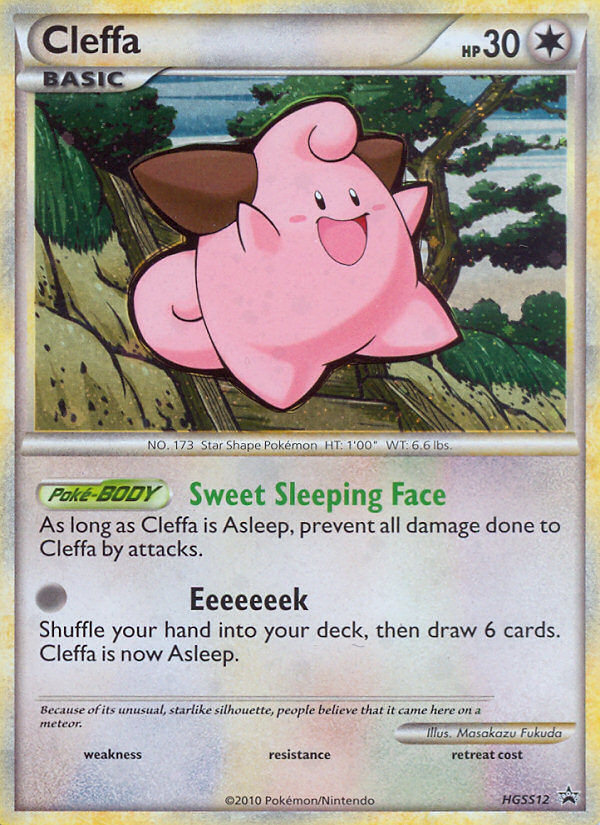 Cleffa
HP 30
BASIC
NO. 173 Star Shape Pokémon HT: 1'00" WT: 6.6 lbs.
Poké-BODY Sweet Sleeping Face
As long as Cleffa is Asleep, prevent all damage done to
Cleffa by attacks.
Eeeeeeek
Shuffle your hand into your deck, then draw 6 cards.
Cleffa is now Asleep.
Because of its unusual, starlike silhouette, people believe that it came here on a
meteor.
Illus. Masakazu Fukuda
weakness resistance retreat cost
©2010 Pokémon/Nintendo HGSS12